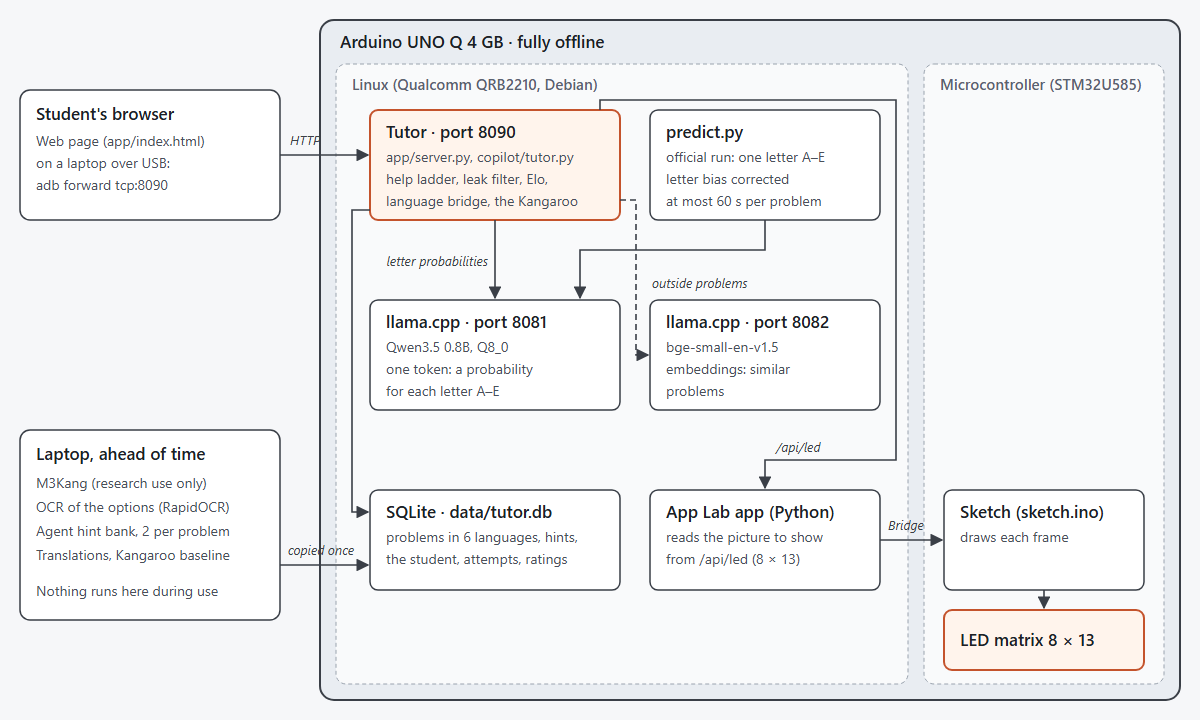 Arduino UNO Q 4 GB · fully offline
Linux (Qualcomm QRB2210, Debian)
Microcontroller (STM32U585)
Student's browser
Web page (app/index.html)
on a laptop over USB:
adb forward tcp:8090
HTTP
Tutor · port 8090
app/server.py, copilot/tutor.py
help ladder, leak filter, Elo,
language bridge, the Kangaroo
predict.py
official run: one letter A–E
letter bias corrected
at most 60 s per problem
letter probabilities
outside problems
llama.cpp · port 8081
Qwen3.5 0.8B, Q8_0
one token: a probability
for each letter A–E
llama.cpp · port 8082
bge-small-en-v1.5
embeddings: similar
problems
Laptop, ahead of time
M3Kang (research use only)
OCR of the options (RapidOCR)
Agent hint bank, 2 per problem
Translations, Kangaroo baseline
Nothing runs here during use
copied once
SQLite · data/tutor.db
problems in 6 languages, hints,
the student, attempts, ratings
/api/led
App Lab app (Python)
reads the picture to show
from /api/led (8 × 13)
Bridge
Sketch (sketch.ino)
draws each frame
LED matrix 8 × 13